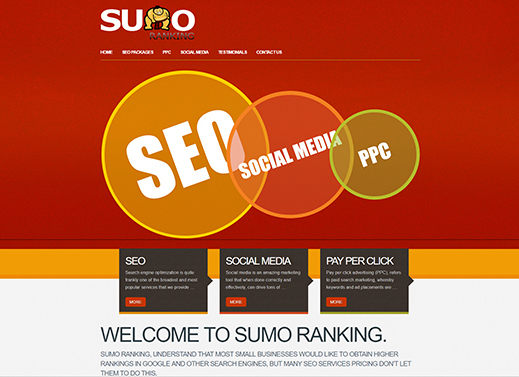 SUMO
RANKING
HOME SEO PACKAGES PPC SOCIAL MEDIA TESTIMONIALS CONTACT US
SEO
SOCIAL MEDIA
PPC
SEO
Search engine optimization is quite
frankly one of the broadest and most
popular services that we provide ...
MORE
SOCIAL MEDIA
Social media is an amazing marketing
tool that when done correctly and
effectively, can drive tons of ...
MORE
PAY PER CLICK
Pay per click advertising (PPC), refers
to paid search marketing, whereby
keywords and ad placements are ...
MORE
WELCOME TO SUMO RANKING.
SUMO RANKING, UNDERSTAND THAT MOST SMALL BUSINESSES WOULD LIKE TO OBTAIN HIGHER
RANKINGS IN GOOGLE AND OTHER SEARCH ENGINES, BUT MANY SEO SERVICES PRICING DON'T LET
THEM TO DO THIS.